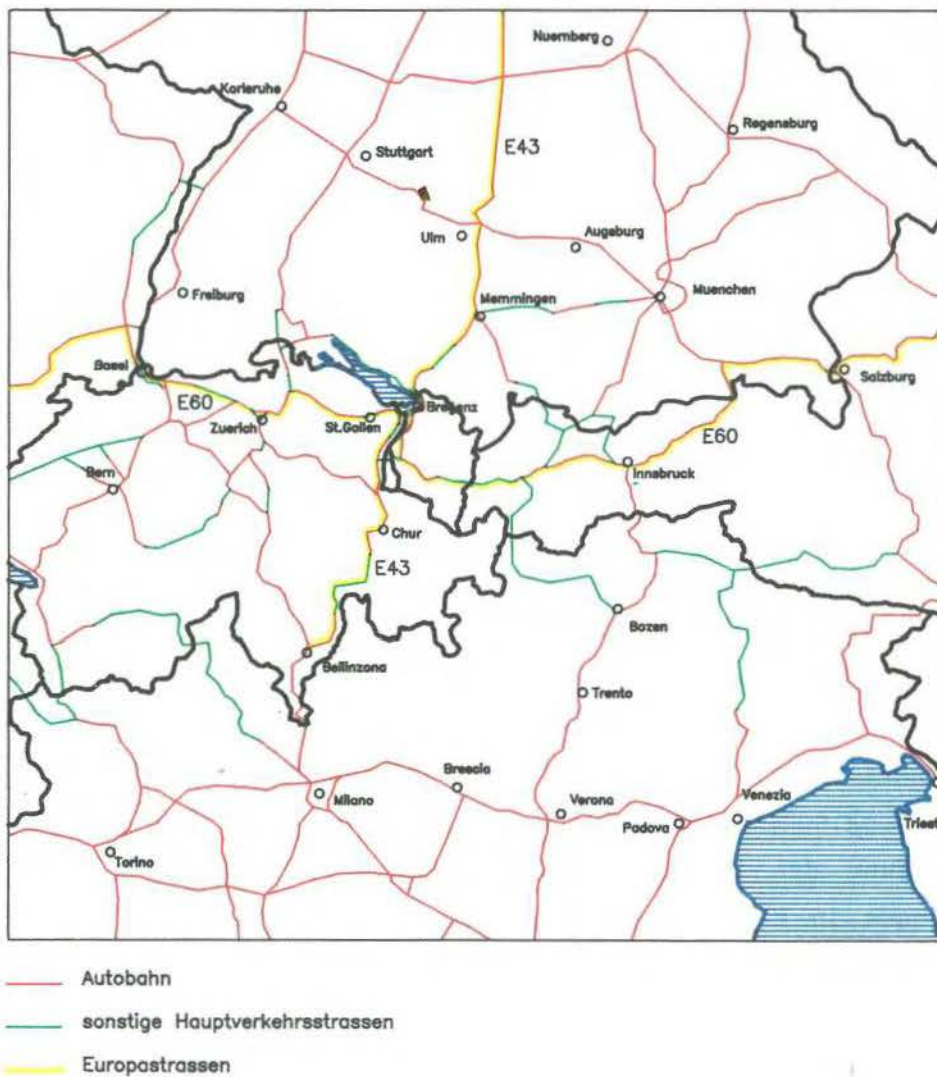 Nuernberg
Karlsruhe
Regensburg
Stuttgart
E43
Ulm
Augsburg
Freiburg
Memmingen
Muenchen
Basel
Salzburg
E60
Bregenz
Zuerich
St.Gallen
E60
Bern
Innsbruck
Chur
E43
Bozen
Bellinzona
Trento
Brescia
Milano
Verona
Venezia
Padova
Triest
Torino
Autobahn
sonstige Hauptverkehrsstrassen
Europastrassen